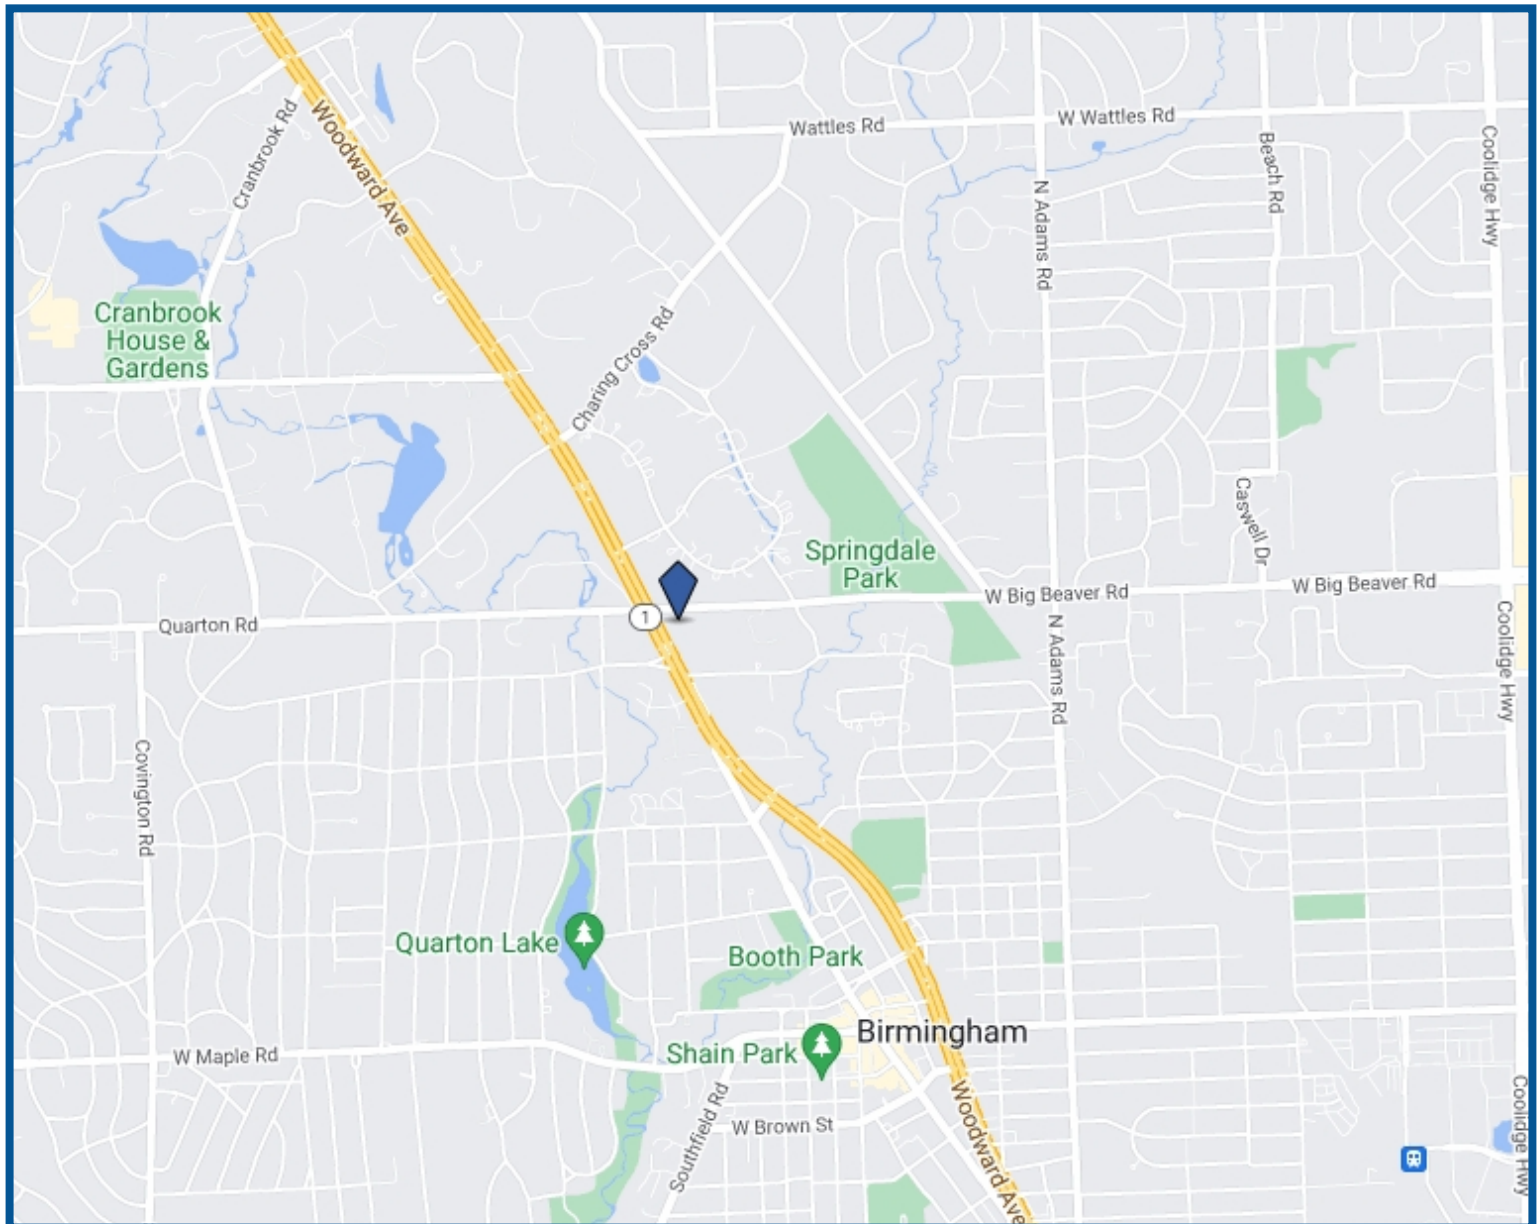 Wattles Rd
W Wattles Rd
Cranbrook Rd
Woodward Ave
Beach Rd
Coolidge Hwy
N Adams Rd
Cranbrook
House &
Gardens
Charing Cross Rd
Caswell Dr
Springdale
Park
W Big Beaver Rd
W Big Beaver Rd
1
Quarton Rd
N Adams Rd
Coolidge Hwy
Covington Rd
Quarton Lake
Booth Park
Birmingham
Shain Park
W Maple Rd
Southfield Rd
W Brown St
Woodward Ave
Coolidge Hwy